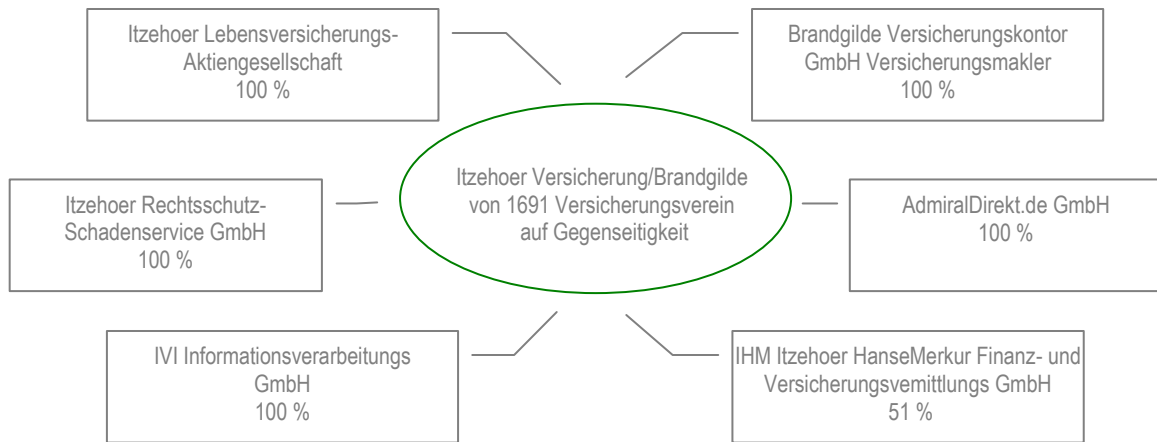 Itzehoer Lebensversicherungs-
Aktiengesellschaft
100 %
Brandgilde Versicherungskontor
GmbH Versicherungsmakler
100 %
Itzehoer Versicherung/Brandgilde
von 1691 Versicherungsverein
auf Gegenseitigkeit
Itzehoer Rechtsschutz-
Schadenservice GmbH
100 %
AdmiralDirekt.de GmbH
100 %
IVI Informationsverarbeitungs
GmbH
100 %
IHM Itzehoer HanseMerkur Finanz- und
Versicherungsvemittlungs GmbH
51 %